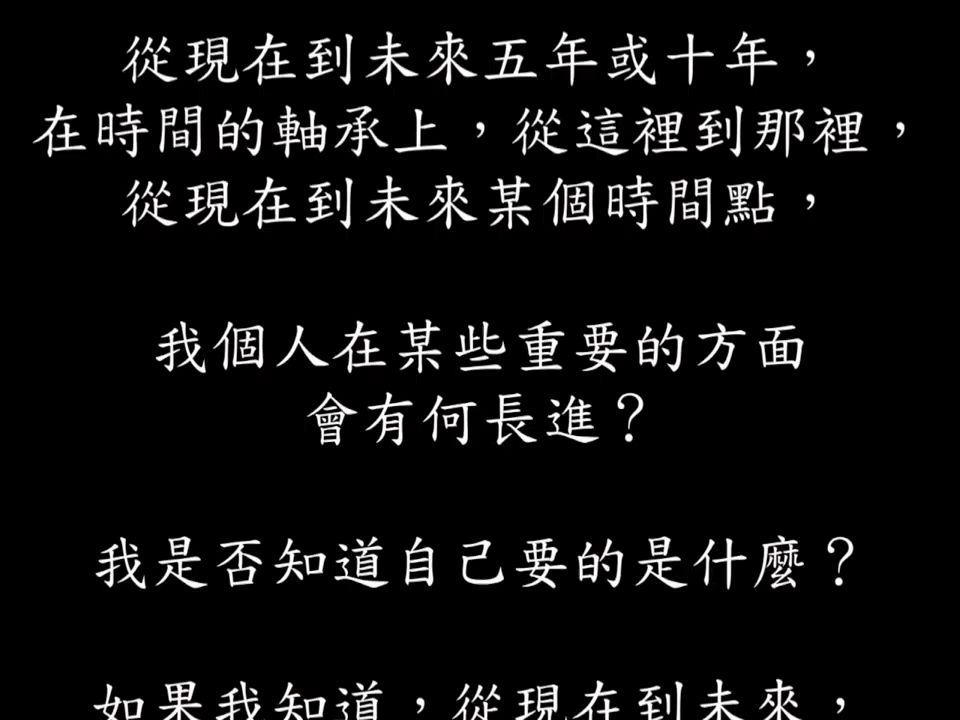 從現在到未來五年或十年，
在時間的軸承上，從這裡到那裡，
從現在到未來某個時間點，
我個人在某些重要的方面
會有何長進？
我是否知道自己要的是什麼？
如果我知道，從現在到未來，